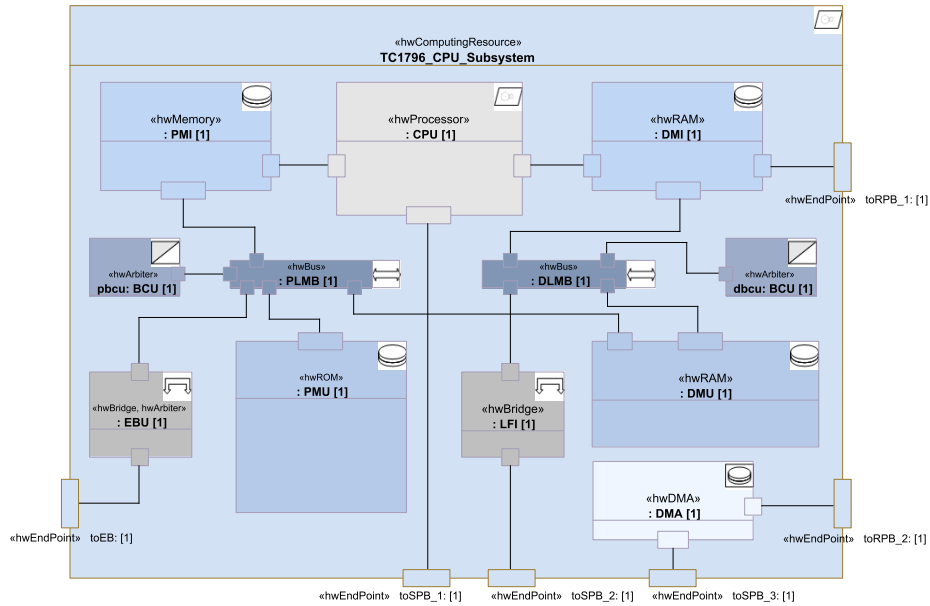 «hwComputingResource»
TC1796_CPU_Subsystem
«hwMemory»
: PMI [1]
«hwProcessor»
: CPU [1]
«hwRAM»
: DMI [1]
«hwEndPoint» toRPB_1: [1]
«hwArbiter»
pbcu: BCU [1]
«hwBus»
: PLMB [1]
«hwBus»
: DLMB [1]
«hwArbiter»
dbcu: BCU [1]
«hwBridge, hwArbiter»
: EBU [1]
«hwROM»
: PMU [1]
«hwBridge»
: LFI [1]
«hwRAM»
: DMU [1]
«hwDMA»
: DMA [1]
«hwEndPoint» toEB: [1]
«hwEndPoint» toRPB_2: [1]
«hwEndPoint» toSPB_1: [1]
«hwEndPoint» toSPB_2: [1]
«hwEndPoint» toSPB_3: [1]